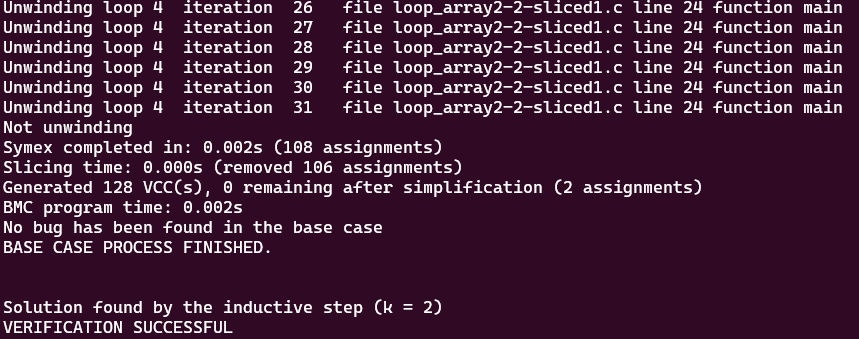 Unwinding loop 4  iteration  26   file loop_array2-2-sliced1.c line 24 function main
Unwinding loop 4  iteration  27   file loop_array2-2-sliced1.c line 24 function main
Unwinding loop 4  iteration  28   file loop_array2-2-sliced1.c line 24 function main
Unwinding loop 4  iteration  29   file loop_array2-2-sliced1.c line 24 function main
Unwinding loop 4  iteration  30   file loop_array2-2-sliced1.c line 24 function main
Unwinding loop 4  iteration  31   file loop_array2-2-sliced1.c line 24 function main
Not unwinding
Symex completed in: 0.002s (108 assignments)
Slicing time: 0.000s (removed 106 assignments)
Generated 128 VCC(s), 0 remaining after simplification (2 assignments)
BMC program time: 0.002s
No bug has been found in the base case
BASE CASE PROCESS FINISHED.
Solution found by the inductive step (k = 2)
VERIFICATION SUCCESSFUL